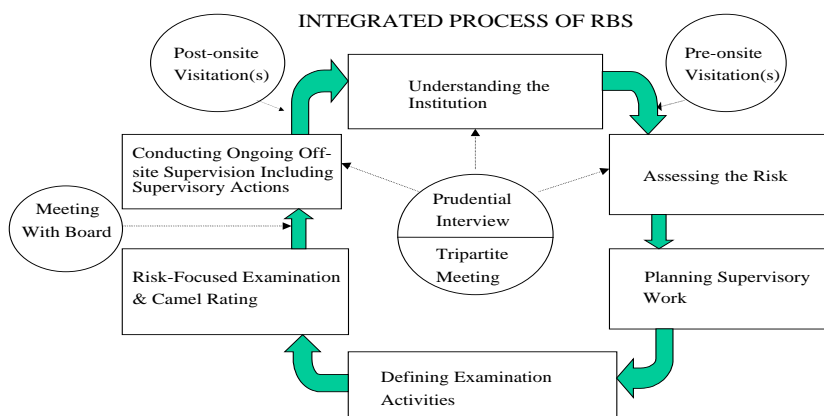 INTEGRATED PROCESS OF RBS
Post-onsite
Visitation(s)
Understanding the
Institution
Pre-onsite
Visitation(s)
Conducting Ongoing Off-
site Supervision Including
Supervisory Actions
Assessing the Risk
Meeting
With Board
Prudential
Interview
Tripartite
Meeting
Risk-Focused Examination
& Camel Rating
Planning Supervisory
Work
Defining Examination
Activities